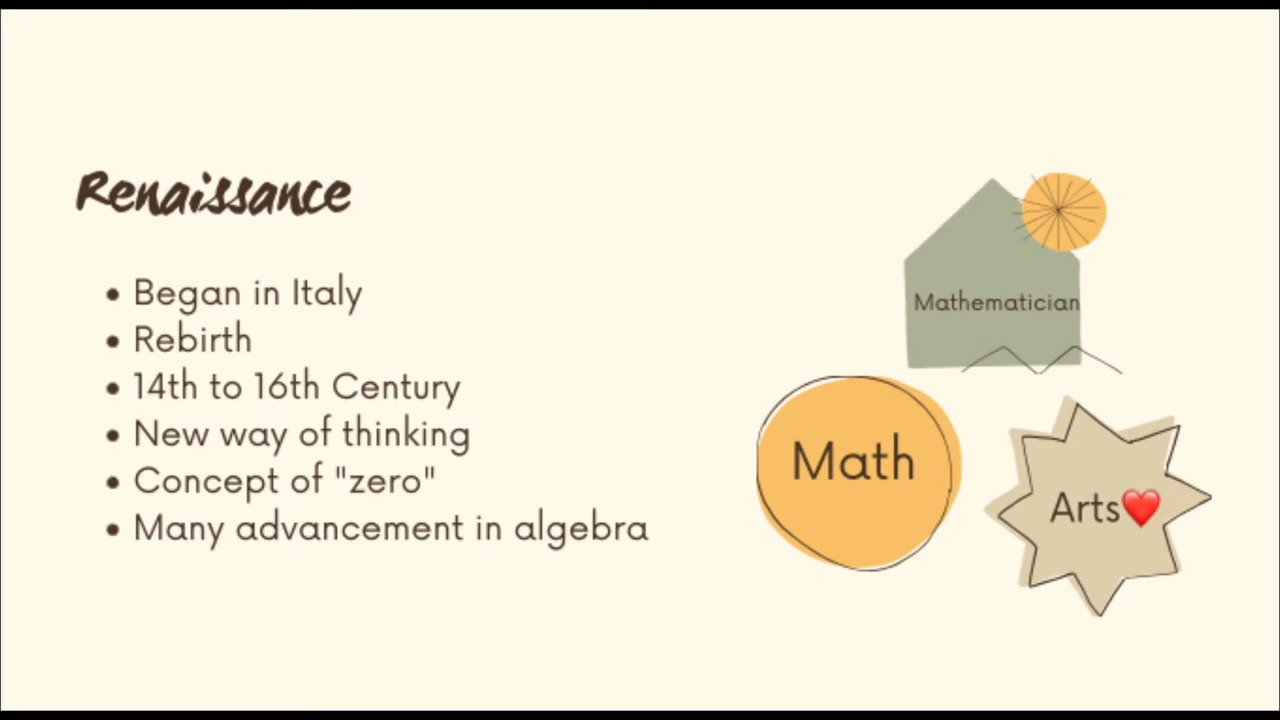 Renaissance
• Began in Italy
• Rebirth
• 14th to 16th Century
• New way of thinking
• Concept of "zero"
• Many advancement in algebra
Mathematician
Math
Arts❤️